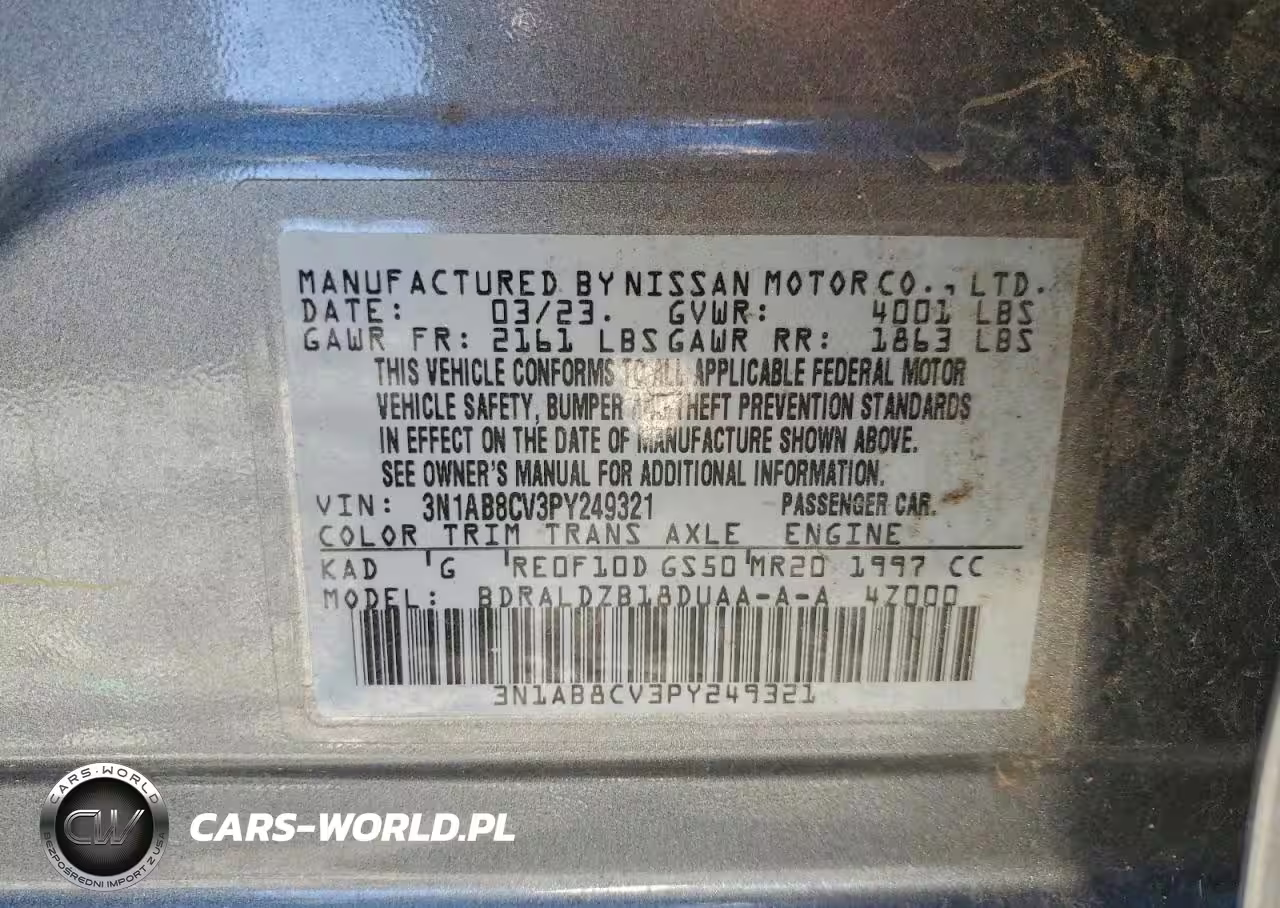 MANUFACTURED BY NISSAN MOTOR CO., LTD.
DATE: 03/23. GVWR: 4001 LBS
GAWR FR: 2161 LBS GAWR RR: 1863 LBS
THIS VEHICLE CONFORMS TO ALL APPLICABLE FEDERAL MOTOR
VEHICLE SAFETY, BUMPER AND THEFT PREVENTION STANDARDS
IN EFFECT ON THE DATE OF MANUFACTURE SHOWN ABOVE.
SEE OWNER'S MANUAL FOR ADDITIONAL INFORMATION.
VIN: 3N1AB8CV3PY249321 PASSENGER CAR.
COLOR TRIM TRANS AXLE ENGINE
KAD G RE0F10D GS50 MR20 1997 CC
MODEL: BDRALDZB18DUAA-A-A 4Z000
3N1AB8CV3PY249321
CARS-WORLD
CW
BEZPOŚREDNI IMPORT Z USA
CARS-WORLD.PL